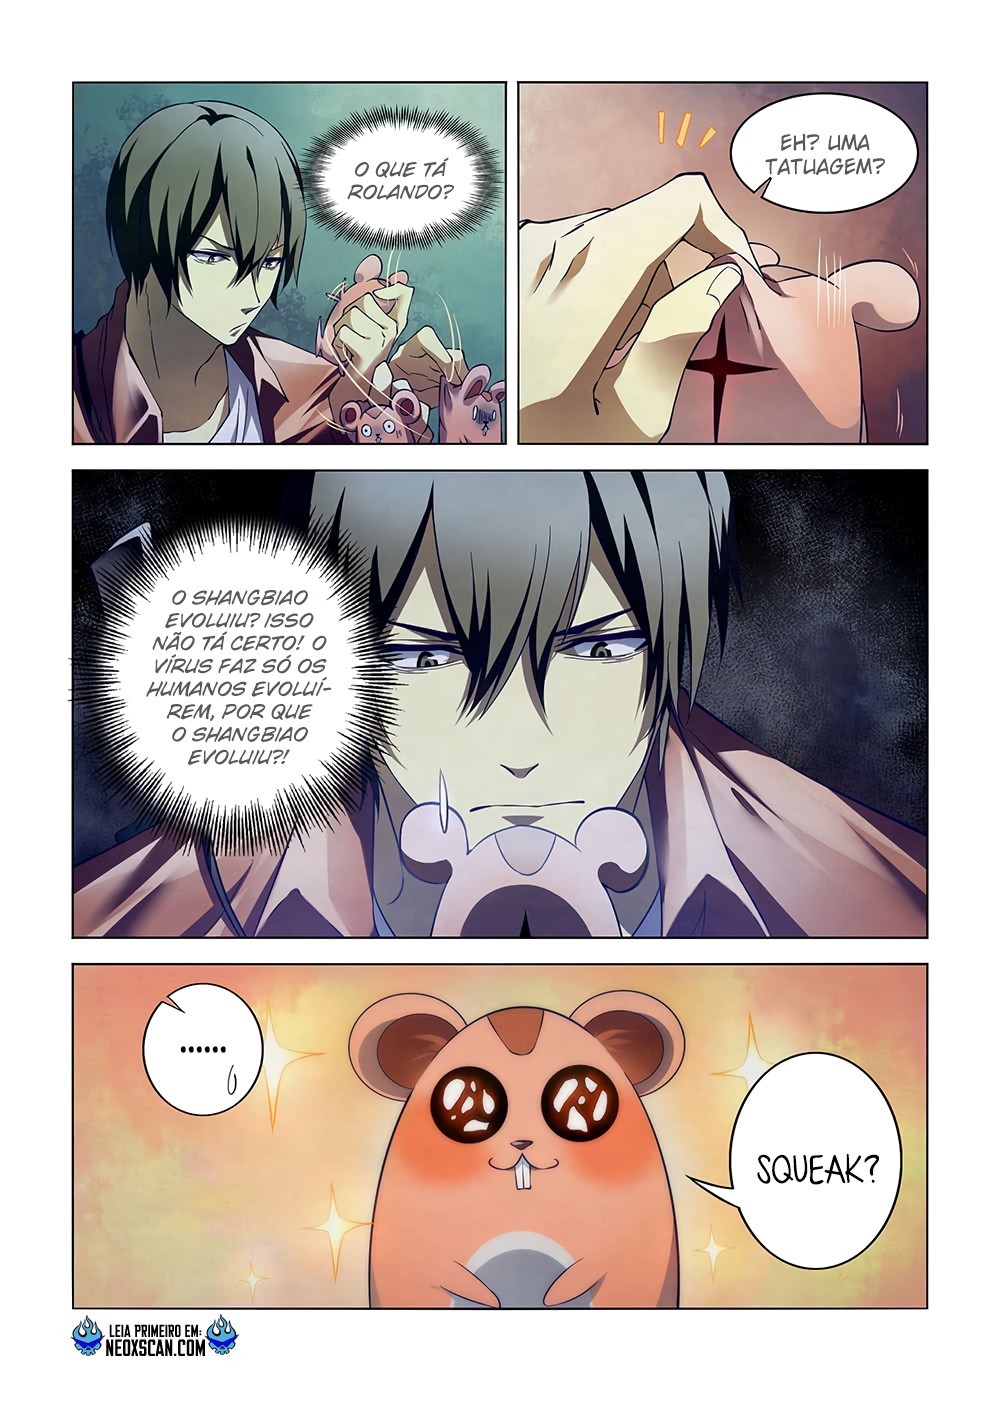 O QUE TÁ
ROLANDO?
EH? UMA
TATUAGEM?
O SHANGBIAO
EVOLUIU? ISSO
NÃO TÁ CERTO! O
VÍRUS FAZ SÓ OS
HUMANOS EVOLUÍ-
REM, POR QUE
O SHANGBIAO
EVOLUIU?!
......
SQUEAK?
LEIA PRIMEIRO EM:
NEOXSCAN.COM